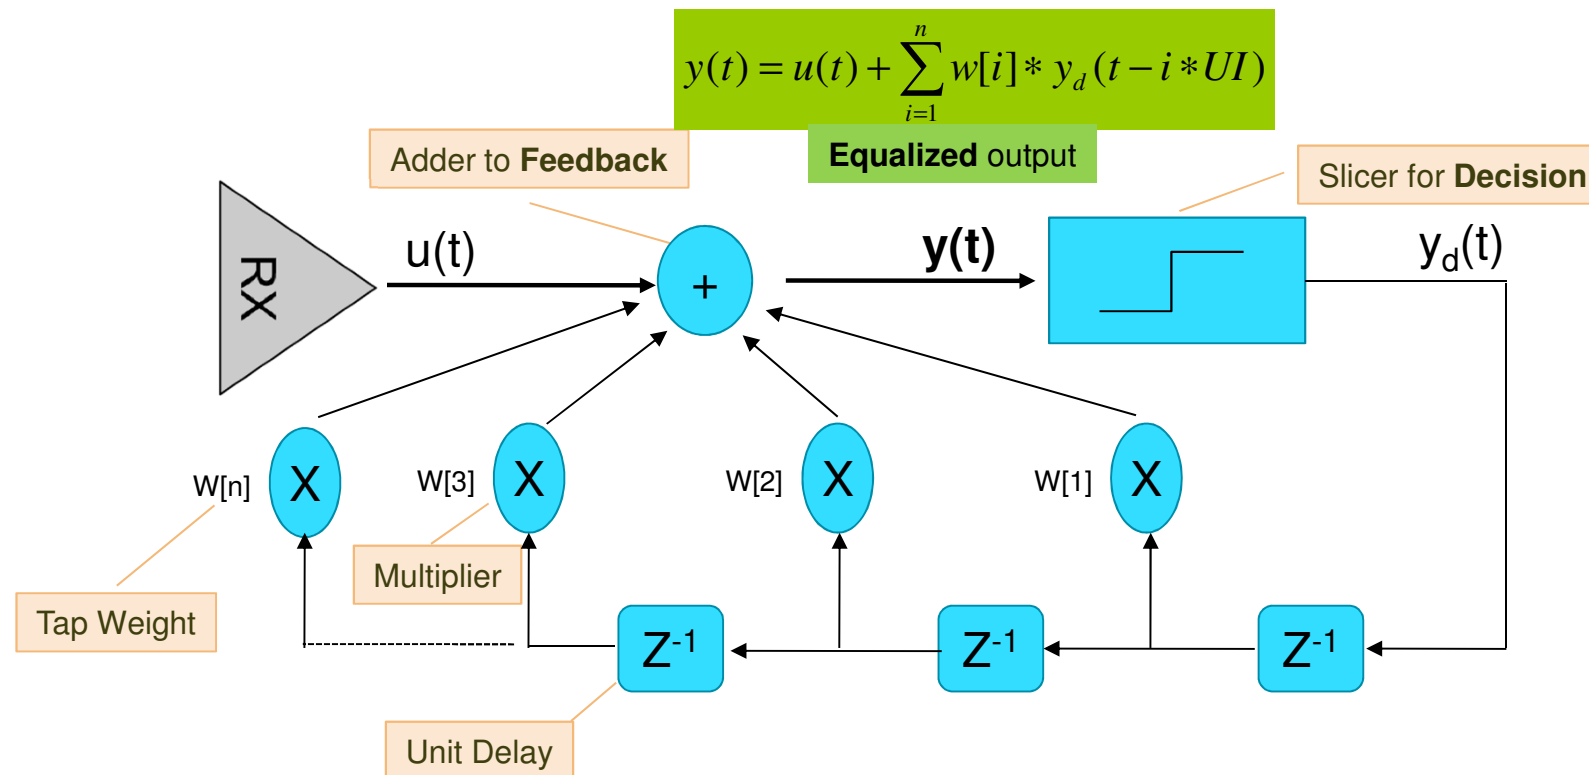 y(t) = u(t) + \sum_{i=1}^{n} w[i] * y_d(t - i * UI)
Adder to Feedback
Equalized output
Slicer for Decision
RX
u(t)
+
y(t)
y_d(t)
W[n]
X
W[3]
X
W[2]
X
W[1]
X
Multiplier
Tap Weight
Z^{-1}
Z^{-1}
Z^{-1}
Unit Delay